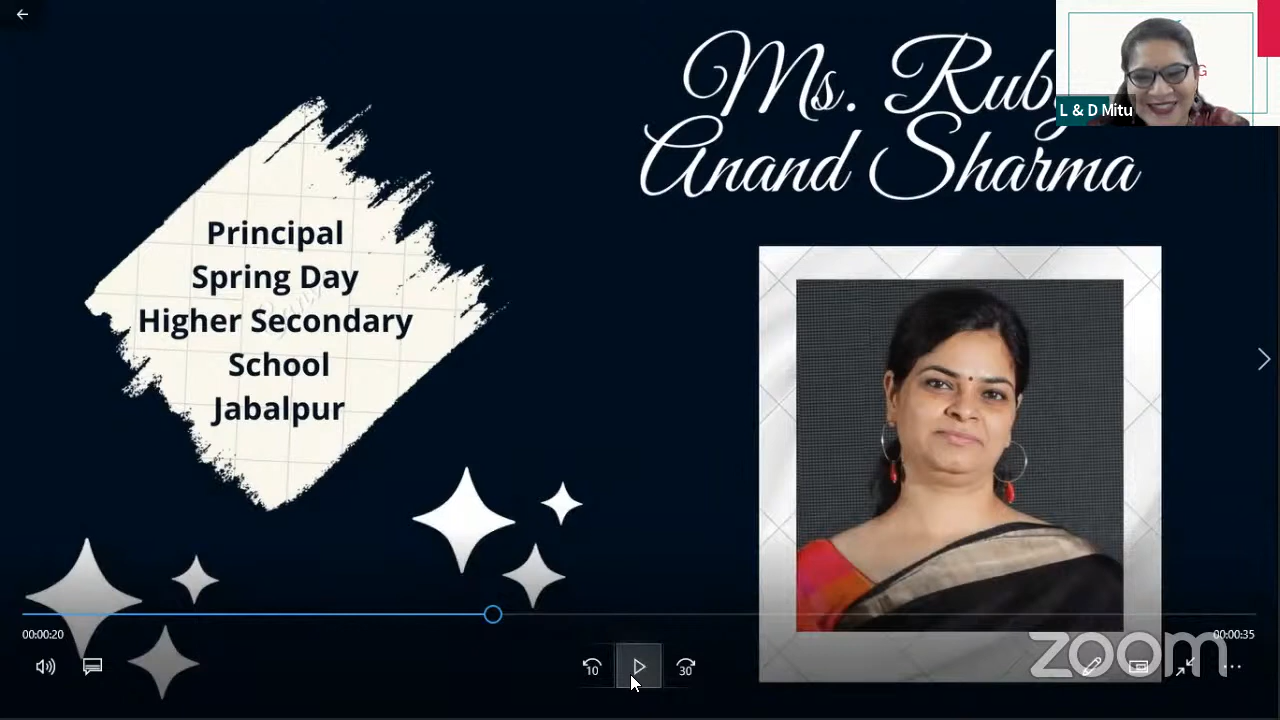 Ms. Ruby
Anand Sharma
L & D Mitu
G
Principal
Spring Day
Higher Secondary
School
Jabalpur
00:00:20
00:00:35
10
30
zoom